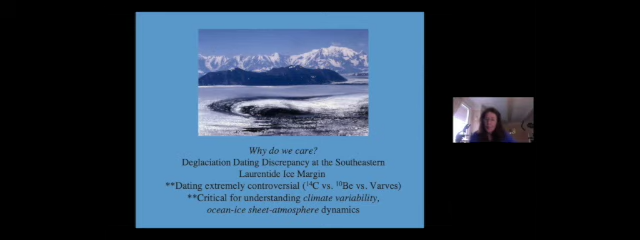 Why do we care?
Deglaciation Dating Discrepancy at the Southeastern
Laurentide Ice Margin
**Dating extremely controversial (¹⁴C vs. ¹⁰Be vs. Varves)
**Critical for understanding climate variability,
ocean-ice sheet-atmosphere dynamics